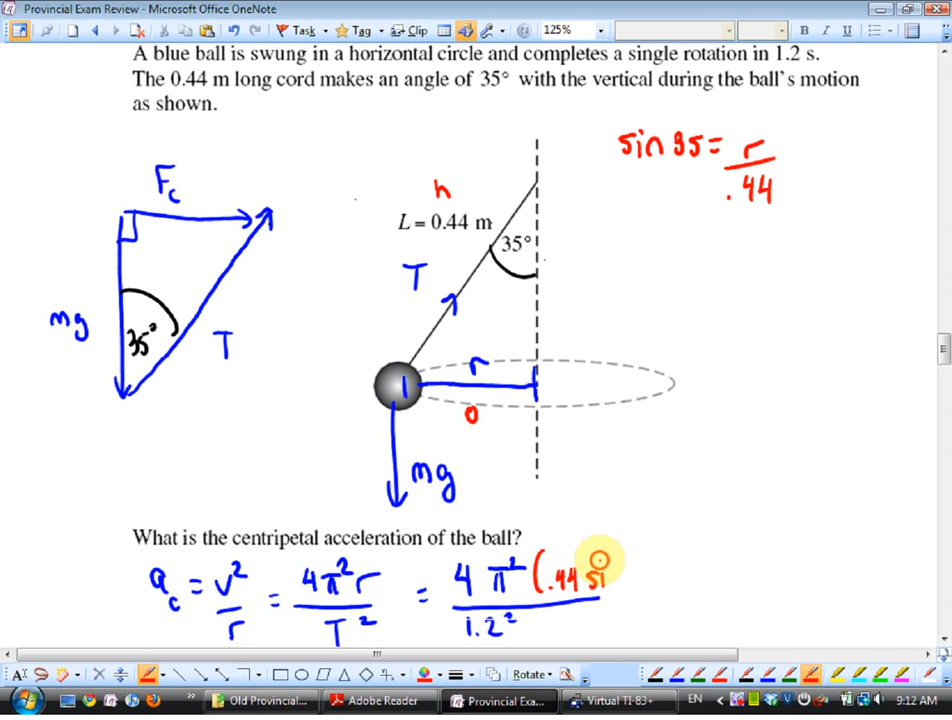 Provincial Exam Review - Microsoft Office OneNote
Task Tag Clip 125% B I U
A blue ball is swung in a horizontal circle and completes a single rotation in 1.2 s.
The 0.44 m long cord makes an angle of 35° with the vertical during the ball's motion
as shown.
sin 35 = r / .44
Fc
h
L = 0.44 m
35°
T
mg
35°
T
r
o
mg
What is the centripetal acceleration of the ball?
ac = v² / r = 4π²r / T² = 4π²(.44 si / 1.2²
Rotate
Old Provincial... Adobe Reader Provincial Exa... Virtual TI-83+ EN 9:12 AM